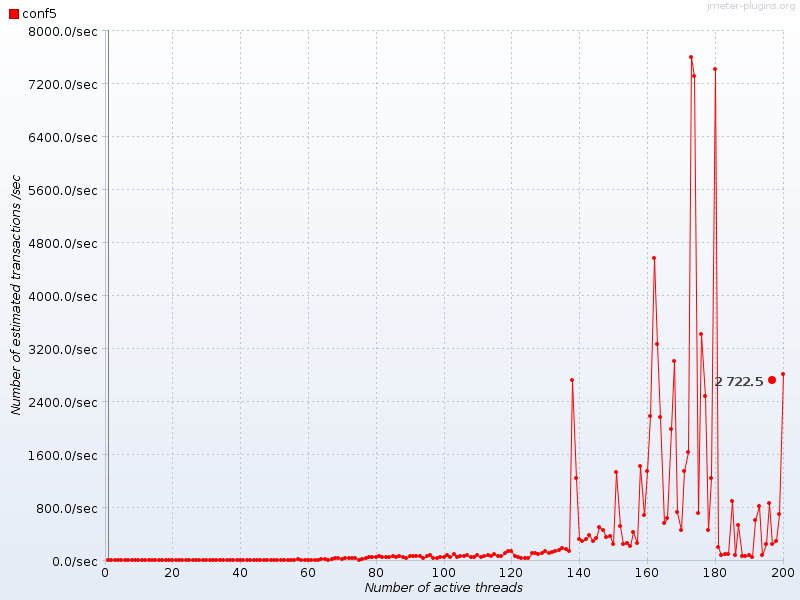 jmeter-plugins.org
conf5
8000.0/sec
7200.0/sec
6400.0/sec
5600.0/sec
4800.0/sec
4000.0/sec
3200.0/sec
2400.0/sec
1600.0/sec
800.0/sec
0.0/sec
Number of estimated transactions /sec
2 722.5
0 20 40 60 80 100 120 140 160 180 200
Number of active threads